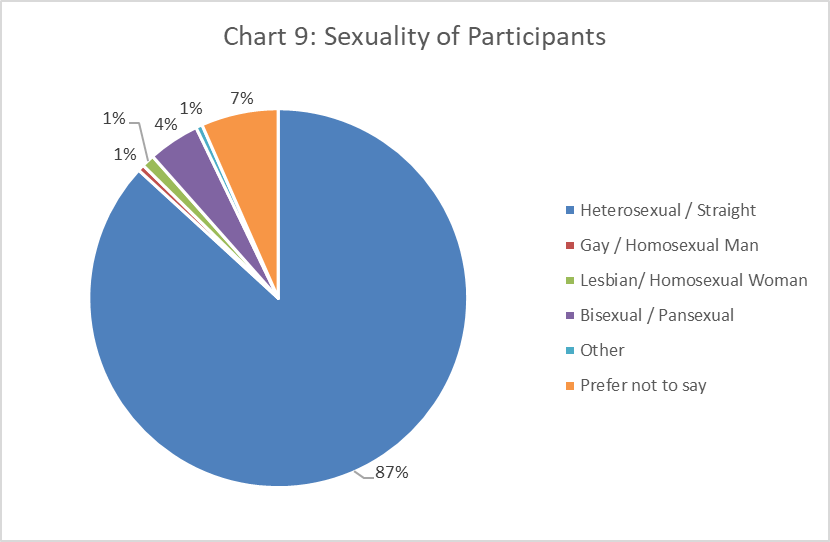 Chart 9: Sexuality of Participants
1%
1%
4%
1%
7%
87%
Heterosexual / Straight
Gay / Homosexual Man
Lesbian/ Homosexual Woman
Bisexual / Pansexual
Other
Prefer not to say